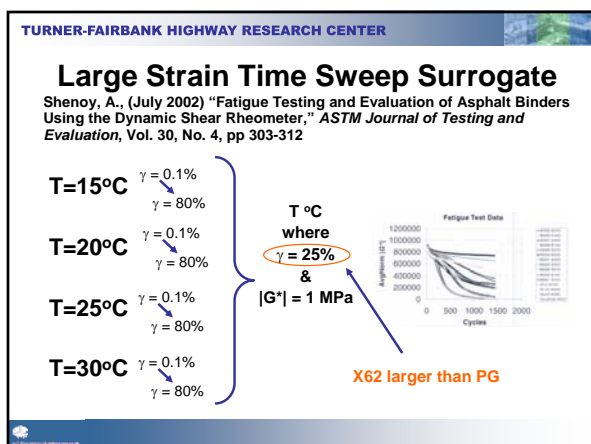 TURNER-FAIRBANK HIGHWAY RESEARCH CENTER
Large Strain Time Sweep Surrogate
Shenoy, A., (July 2002) “Fatigue Testing and Evaluation of Asphalt Binders
Using the Dynamic Shear Rheometer,” ASTM Journal of Testing and
Evaluation, Vol. 30, No. 4, pp 303-312
T=15°C
γ = 0.1%
γ = 80%
T=20°C
γ = 0.1%
γ = 80%
T=25°C
γ = 0.1%
γ = 80%
T=30°C
γ = 0.1%
γ = 80%
T °C
where
γ = 25%
&
|G*| = 1 MPa
Fatigue Test Data
1200000
1000000
800000
600000
400000
200000
0
0 500 1000 1500 2000
Cycles
X62 larger than PG